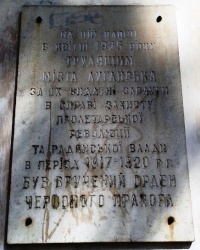 НА ЦІЙ ПЛОЩІ
В КВІТНІ 1925 РОКУ
ТРУДЯЩИМ
МІСТА ЛУГАНСЬКА
ЗА ЇХ ВИДАТНІ ЗАСЛУГИ
В СПРАВІ ЗАХИСТУ
ПРОЛЕТАРСЬКОЇ
РЕВОЛЮЦІЇ
ТА РАДЯНСЬКОЇ ВЛАДИ
В ПЕРІОД 1917-1920 Р.Р.
БУВ ВРУЧЕНИЙ ОРДЕН
ЧЕРВОНОГО ПРАПОРА